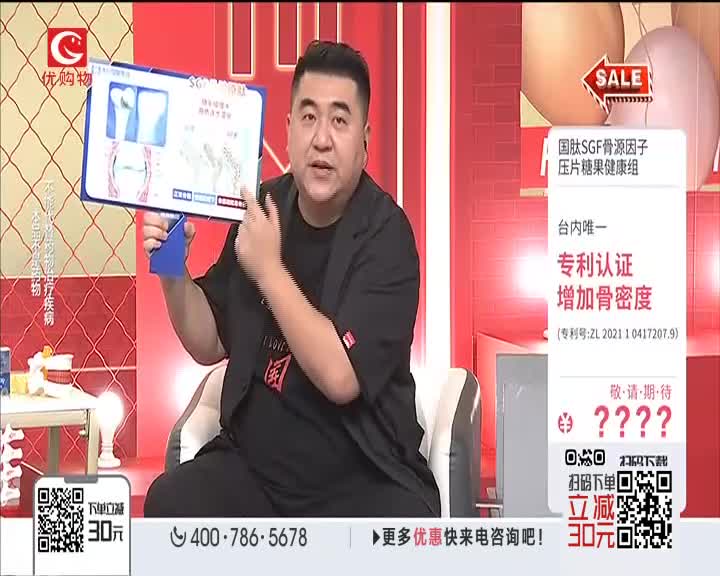 优购物
SALE
国肽SGF骨源因子
压片糖果健康组
台内唯一
专利认证
增加骨密度
(专利号:ZL 2021 1 0417207.9)
敬·请·期·待
¥ ????
扫码下载
扫码下单
立减
30元
本品不是药物
不能代替药物治疗疾病
下单立减
30元
400·786·5678
更多优惠快来电咨询吧!